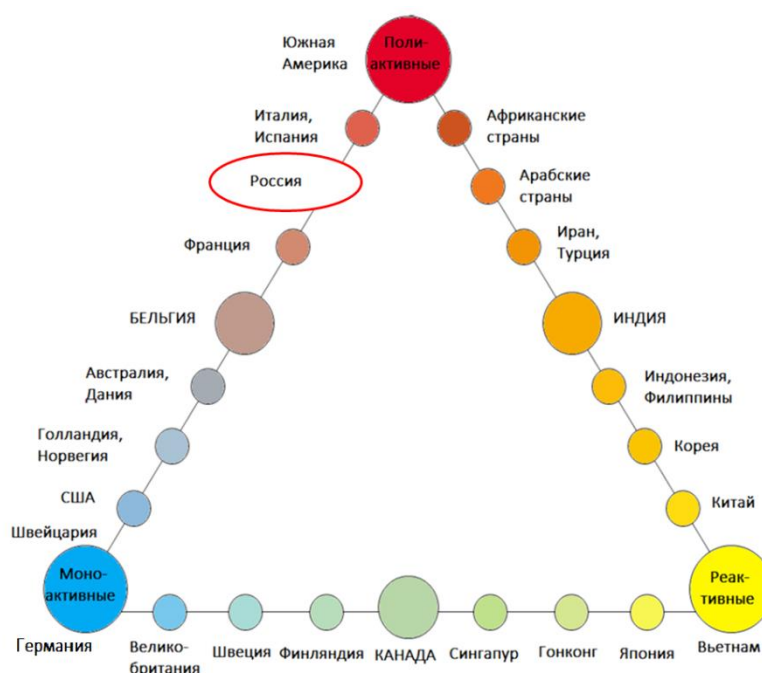 Южная
Америка
Поли-
активные
Италия,
Испания
Африканские
страны
Россия
Арабские
страны
Франция
Иран,
Турция
БЕЛЬГИЯ
ИНДИЯ
Австралия,
Дания
Индонезия,
Филиппины
Голландия,
Норвегия
Корея
США
Китай
Швейцария
Моно-
активные
Реак-
тивные
Германия
Велико-
британия
Швеция
Финляндия
КАНАДА
Сингапур
Гонконг
Япония
Вьетнам